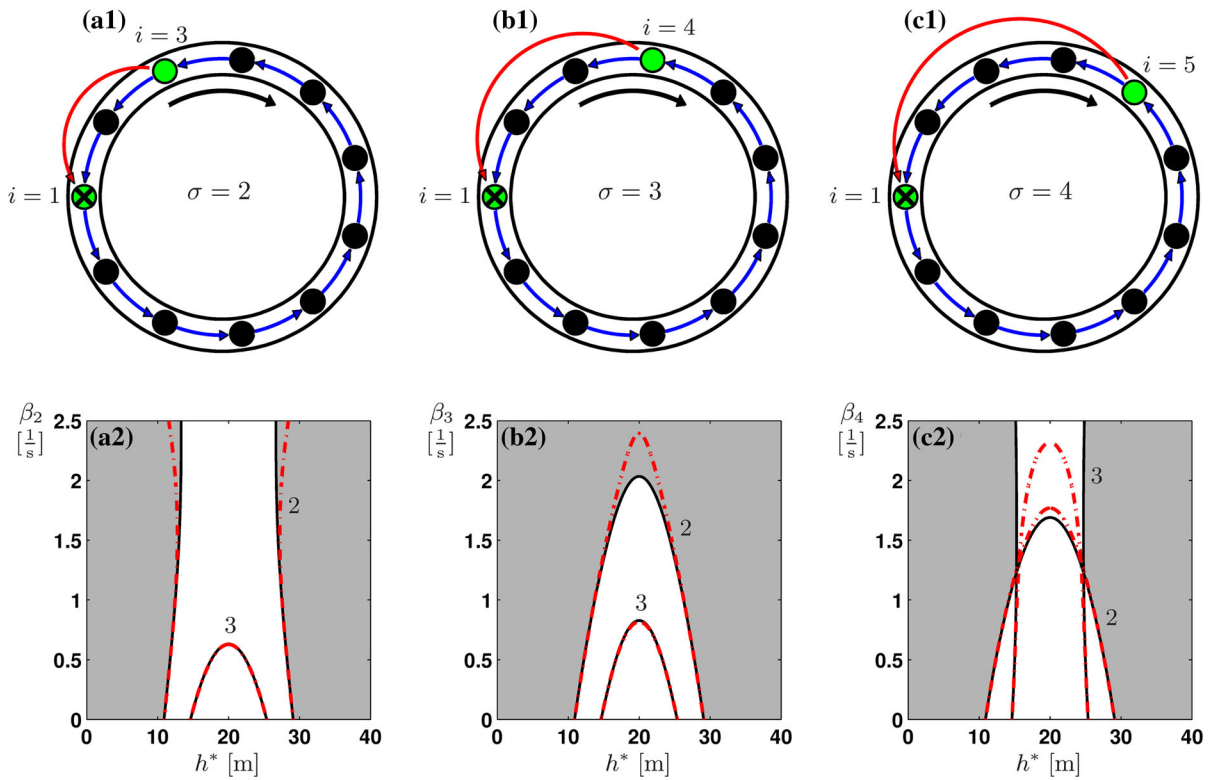 (a1)
i = 3
i = 1
σ = 2
(b1)
i = 4
i = 1
σ = 3
(c1)
i = 5
i = 1
σ = 4
β₂
[1/s]
(a2)
2.5
2
1.5
1
0.5
0
2
3
0 10 20 30 40
h* [m]
β₃
[1/s]
(b2)
2.5
2
1.5
1
0.5
0
2
3
0 10 20 30 40
h* [m]
β₄
[1/s]
(c2)
2.5
2
1.5
1
0.5
0
3
2
0 10 20 30 40
h* [m]